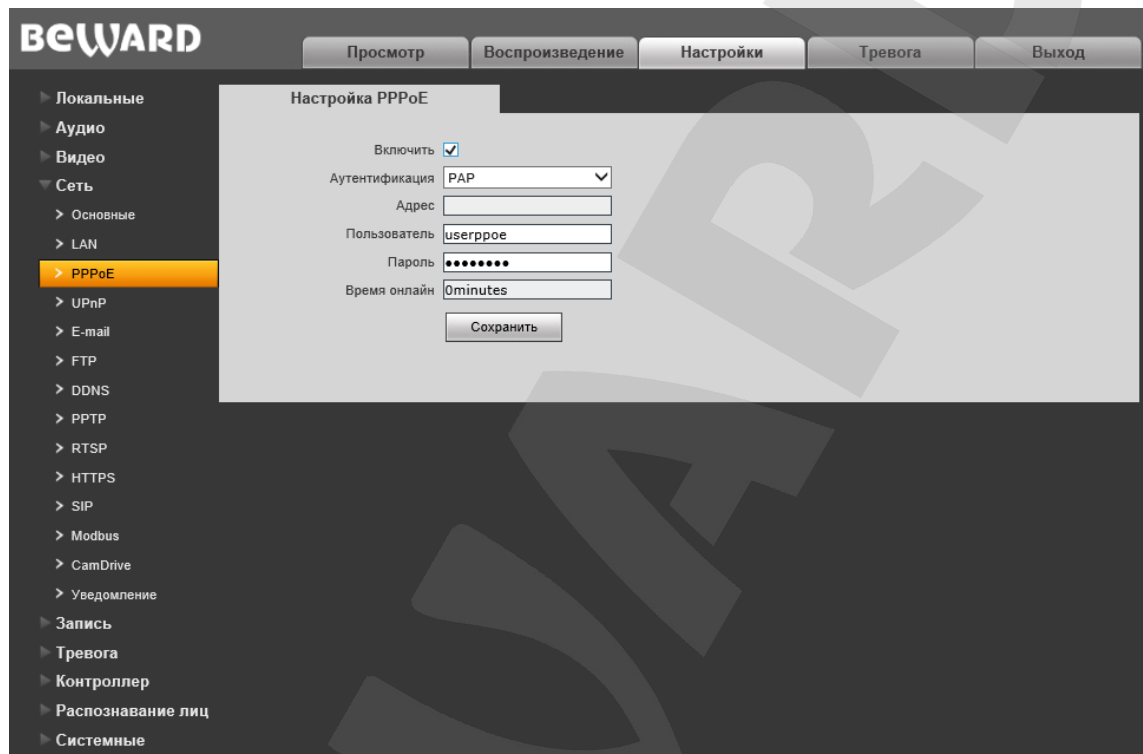 BEWARD
Просмотр Воспроизведение Настройки Тревога Выход
Локальные
Аудио
Видео
Сеть
Основные
LAN
PPPoE
UPnP
E-mail
FTP
DDNS
PPTP
RTSP
HTTPS
SIP
Modbus
CamDrive
Уведомление
Запись
Тревога
Контроллер
Распознавание лиц
Системные
Настройка PPPoE
Включить
Аутентификация PAP
Адрес
Пользователь userppoe
Пароль ••••••••
Время онлайн 0minutes
Сохранить